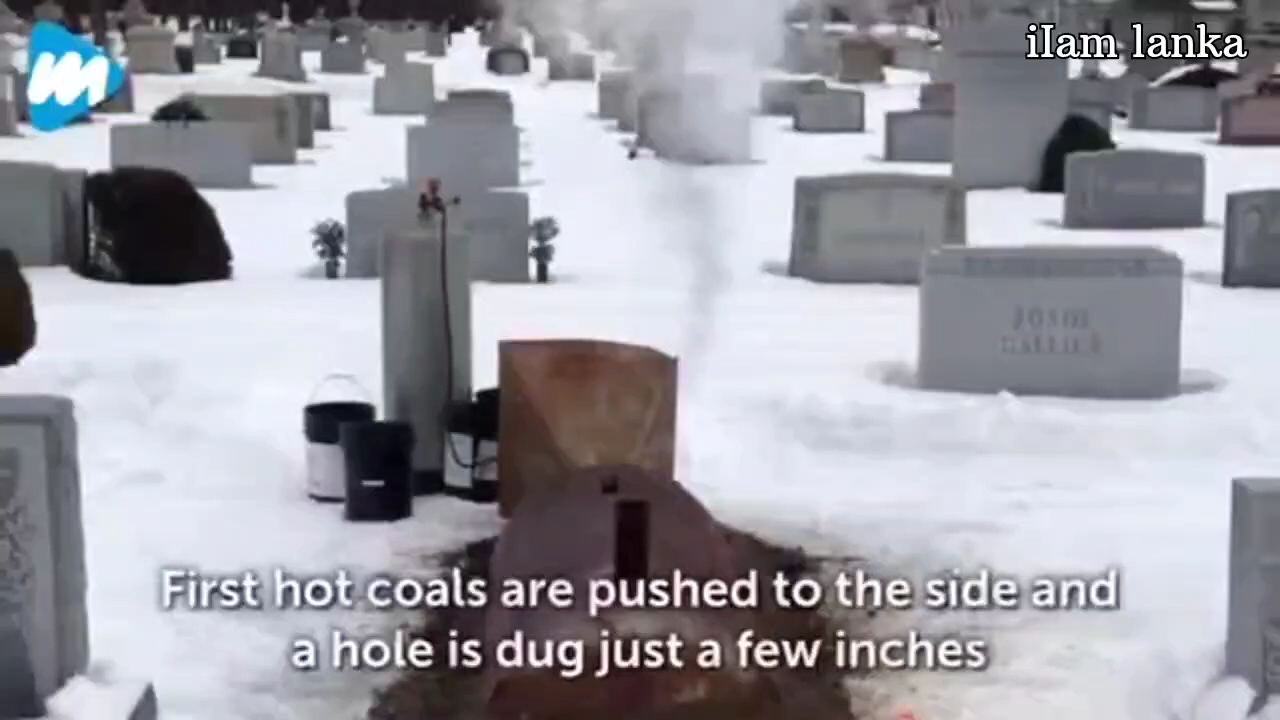 iIam lanka
First hot coals are pushed to the side and
a hole is dug just a few inches